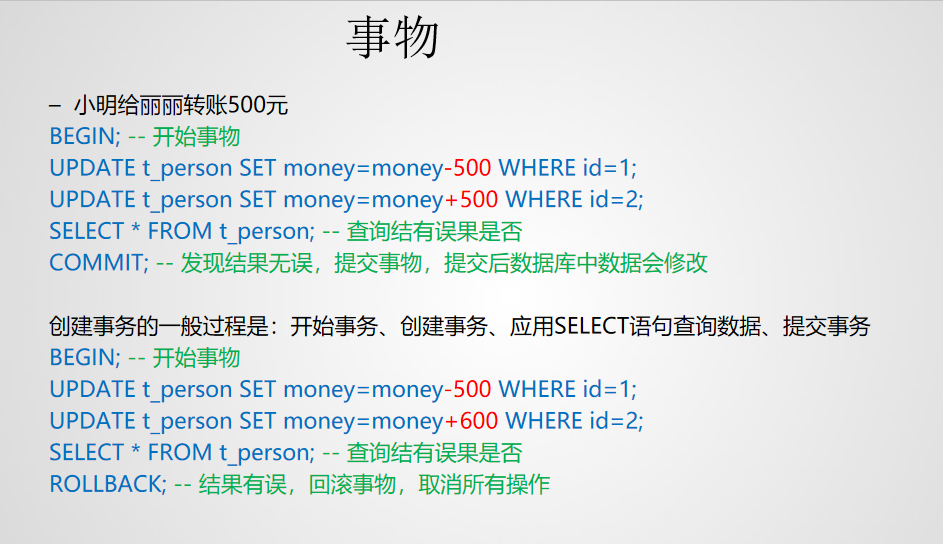 事物
– 小明给丽丽转账500元
BEGIN; -- 开始事物
UPDATE t_person SET money=money-500 WHERE id=1;
UPDATE t_person SET money=money+500 WHERE id=2;
SELECT * FROM t_person; -- 查询结有误果是否
COMMIT; -- 发现结果无误，提交事物，提交后数据库中数据会修改
创建事务的一般过程是：开始事务、创建事务、应用SELECT语句查询数据、提交事务
BEGIN; -- 开始事物
UPDATE t_person SET money=money-500 WHERE id=1;
UPDATE t_person SET money=money+600 WHERE id=2;
SELECT * FROM t_person; -- 查询结有误果是否
ROLLBACK; -- 结果有误，回滚事物，取消所有操作